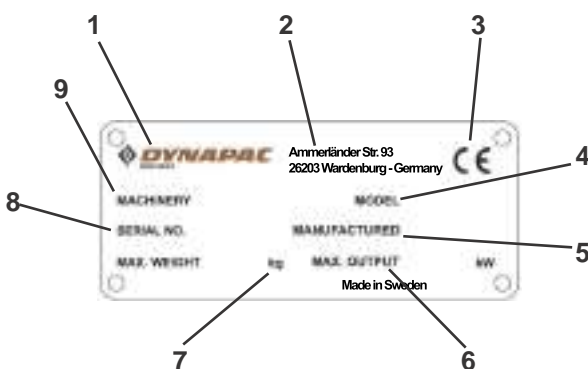 1 2 3
9
DYNAPAC Ammerländer Str. 93
26203 Wardenburg - Germany CE
4
MACHINERY MODEL
8
SERIAL NO. MANUFACTURED
5
MAX. WEIGHT kg MAX. OUTPUT kW
Made in Sweden
7 6